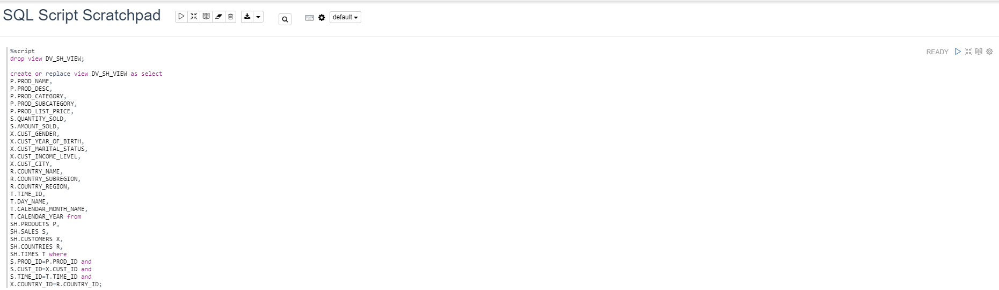 SQL Script Scratchpad
default
%script
READY
drop view DV_SH_VIEW;
create or replace view DV_SH_VIEW as select
P.PROD_NAME,
P.PROD_DESC,
P.PROD_CATEGORY,
P.PROD_SUBCATEGORY,
P.PROD_LIST_PRICE,
S.QUANTITY_SOLD,
S.AMOUNT_SOLD,
X.CUST_GENDER,
X.CUST_YEAR_OF_BIRTH,
X.CUST_MARITAL_STATUS,
X.CUST_INCOME_LEVEL,
X.CUST_CITY,
R.COUNTRY_NAME,
R.COUNTRY_SUBREGION,
R.COUNTRY_REGION,
T.TIME_ID,
T.DAY_NAME,
T.CALENDAR_MONTH_NAME,
T.CALENDAR_YEAR from
SH.PRODUCTS P,
SH.SALES S,
SH.CUSTOMERS X,
SH.COUNTRIES R,
SH.TIMES T where
S.PROD_ID=P.PROD_ID and
S.CUST_ID=X.CUST_ID and
S.TIME_ID=T.TIME_ID and
X.COUNTRY_ID=R.COUNTRY_ID;